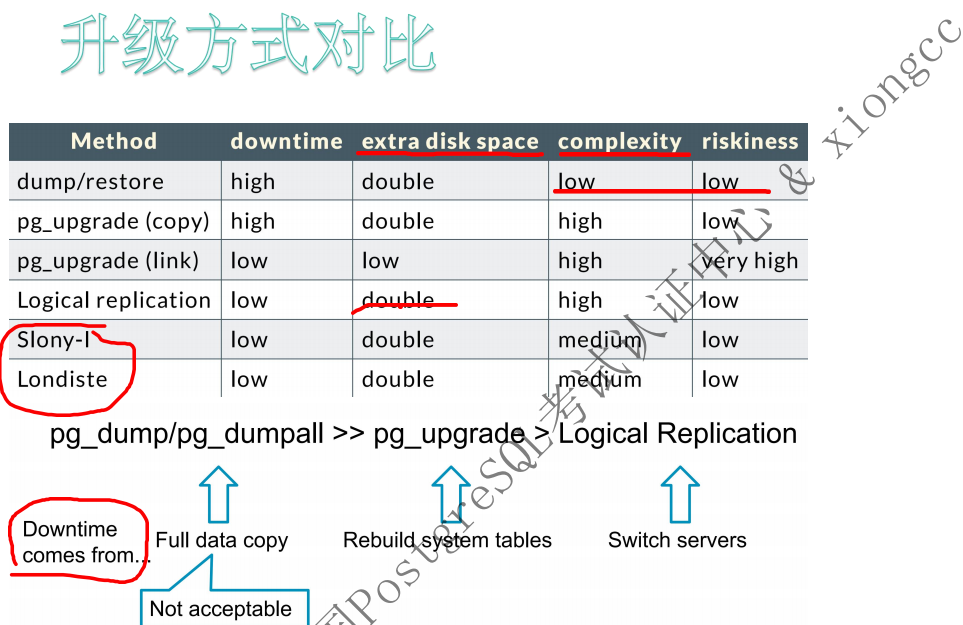 升级方式对比
Method downtime extra disk space complexity riskiness
dump/restore high double low low
pg_upgrade (copy) high double high low
pg_upgrade (link) low low high very high
Logical replication low double high low
Slony-I low double medium low
Londiste low double medium low
pg_dump/pg_dumpall >> pg_upgrade > Logical Replication
Downtime
comes from...
Full data copy Rebuild system tables Switch servers
Not acceptable
PostgreSQL考试认证中心 & xiongcc